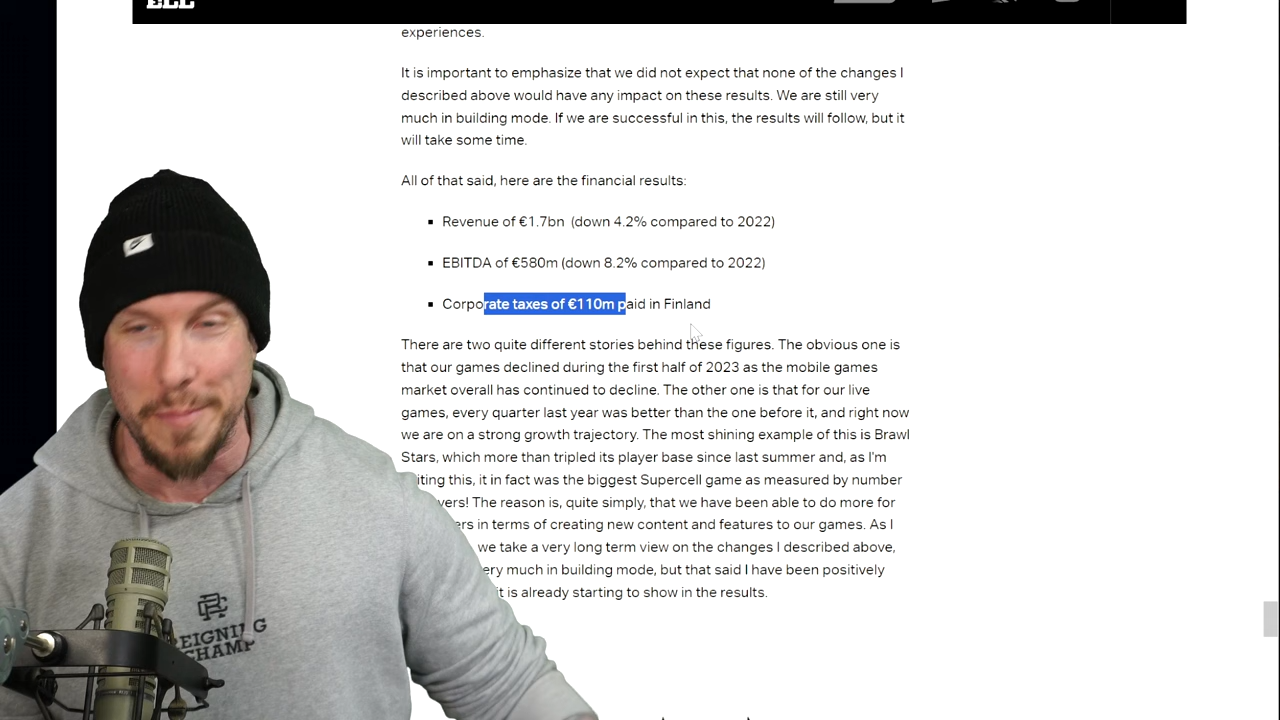 ELL
experiences.
It is important to emphasize that we did not expect that none of the changes I
described above would have any impact on these results. We are still very
much in building mode. If we are successful in this, the results will follow, but it
will take some time.
All of that said, here are the financial results:
▪ Revenue of €1.7bn (down 4.2% compared to 2022)
▪ EBITDA of €580m (down 8.2% compared to 2022)
▪ Corporate taxes of €110m paid in Finland
There are two quite different stories behind these figures. The obvious one is
that our games declined during the first half of 2023 as the mobile games
market overall has continued to decline. The other one is that for our live
games, every quarter last year was better than the one before it, and right now
we are on a strong growth trajectory. The most shining example of this is Brawl
Stars, which more than tripled its player base since last summer and, as I'm
iting this, it in fact was the biggest Supercell game as measured by number
vers! The reason is, quite simply, that we have been able to do more for
ers in terms of creating new content and features to our games. As I
we take a very long term view on the changes I described above,
ery much in building mode, but that said I have been positively
it is already starting to show in the results.
REIGNING
CHAMP